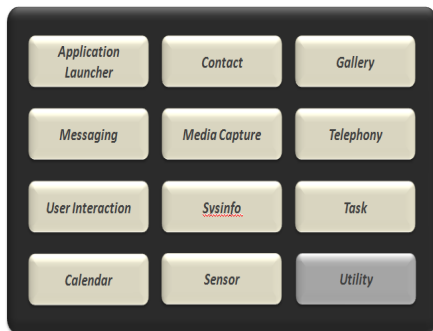 Application
Launcher
Contact
Gallery
Messaging
Media Capture
Telephony
User Interaction
Sysinfo
Task
Calendar
Sensor
Utility